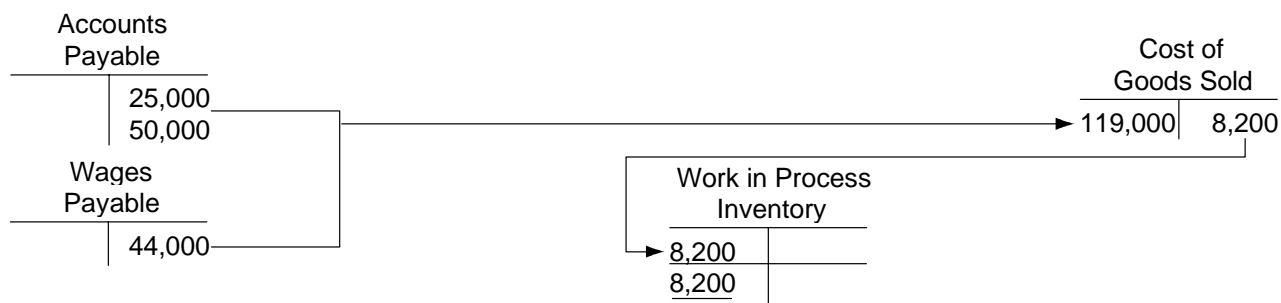 Accounts
Payable
25,000
50,000
Wages
Payable
44,000
Work in Process
Inventory
8,200
8,200
Cost of
Goods Sold
119,000 8,200